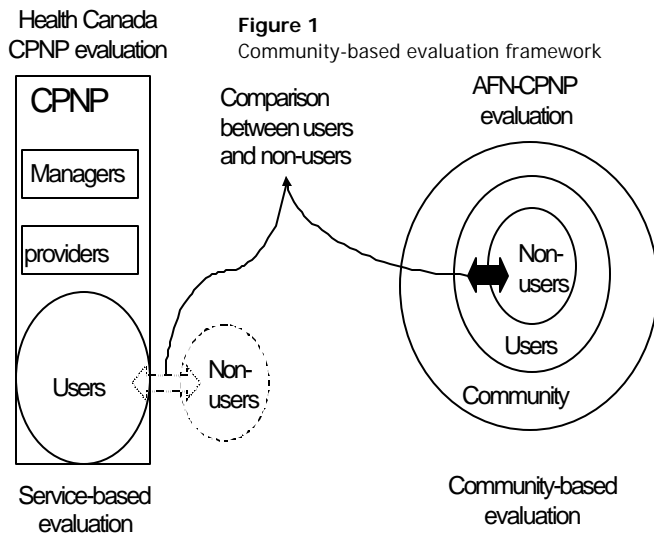 Health Canada
CPNP evaluation
Figure 1
Community-based evaluation framework
CPNP
Managers
providers
Users
Non-
users
Service-based
evaluation
Comparison
between users
and non-users
AFN-CPNP
evaluation
Non-
users
Users
Community
Community-based
evaluation